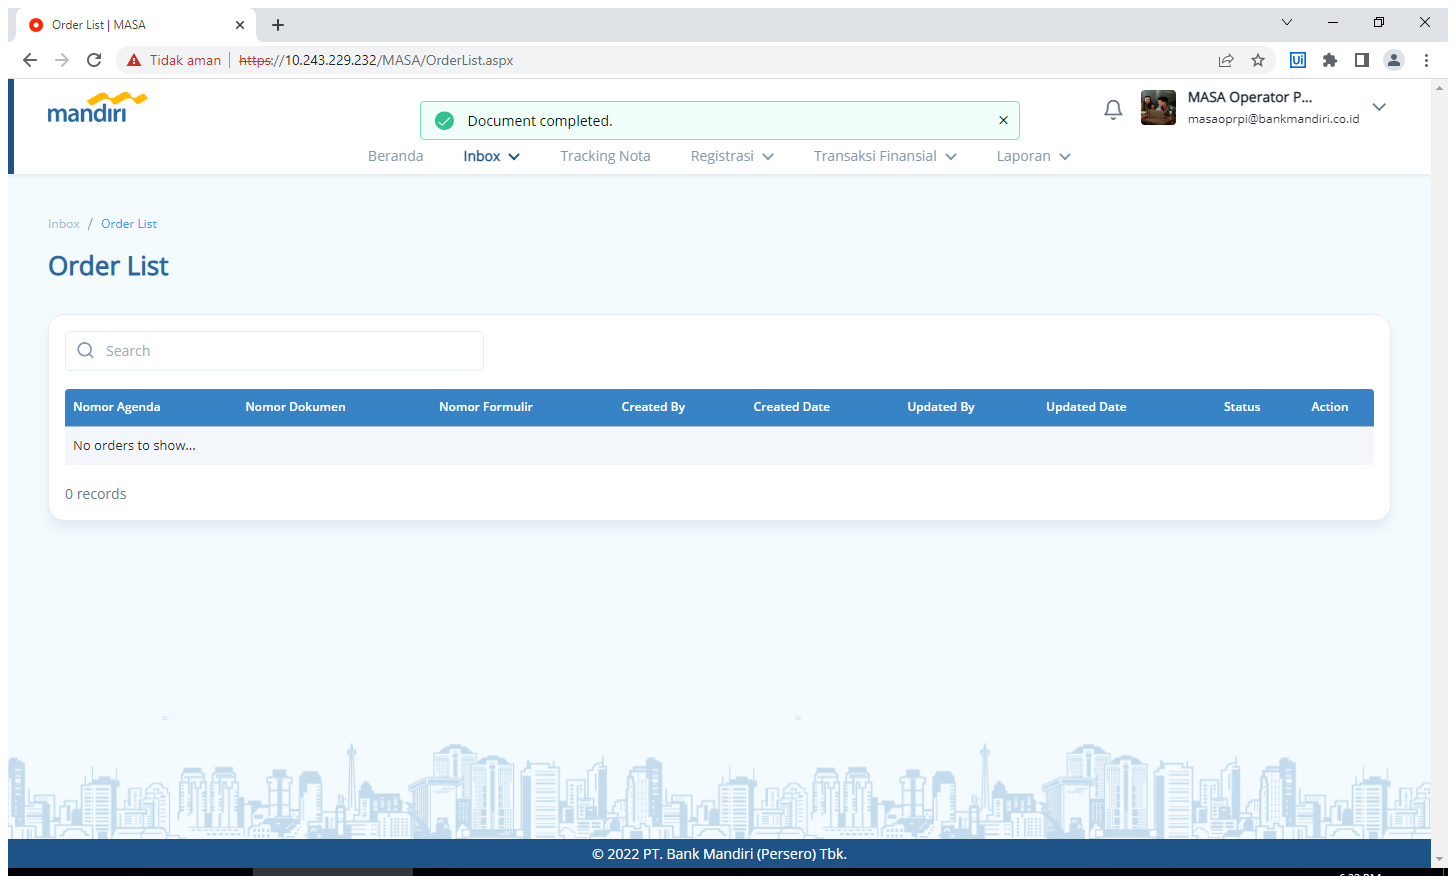 Order List | MASA
Tidak aman
https://10.243.229.232/MASA/OrderList.aspx
Ui
mandiri
Document completed.
MASA Operator P...
masaoprpi@bankmandiri.co.id
Beranda
Inbox
Tracking Nota
Registrasi
Transaksi Finansial
Laporan
Inbox / Order List
Order List
Search
Nomor Agenda
Nomor Dokumen
Nomor Formulir
Created By
Created Date
Updated By
Updated Date
Status
Action
No orders to show...
0 records
© 2022 PT. Bank Mandiri (Persero) Tbk.